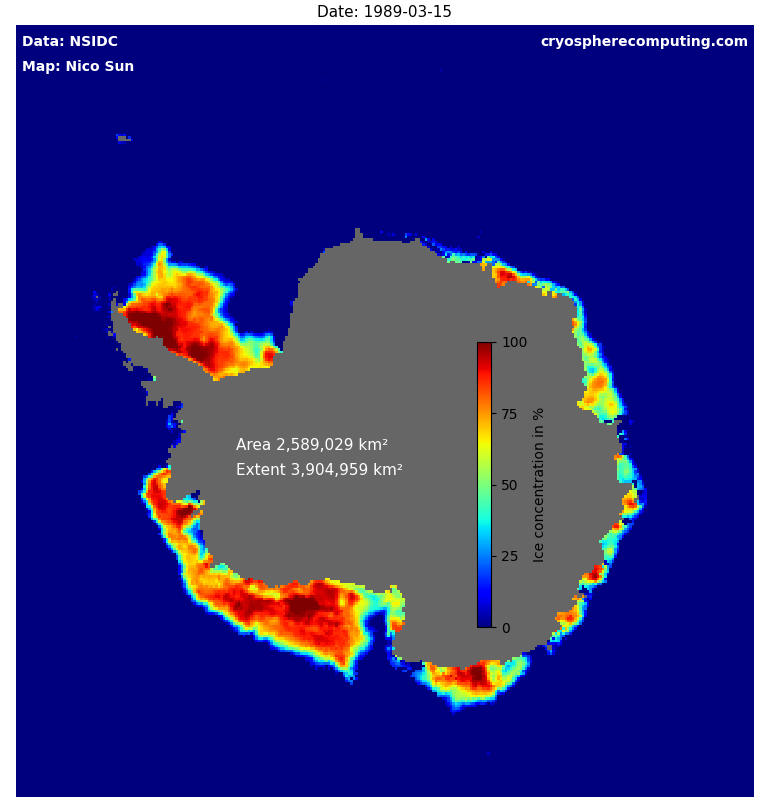 Date: 1989-03-15
Data: NSIDC
cryospherecomputing.com
Map: Nico Sun
Area 2,589,029 km²
Extent 3,904,959 km²
100
75
50
25
0
Ice concentration in %